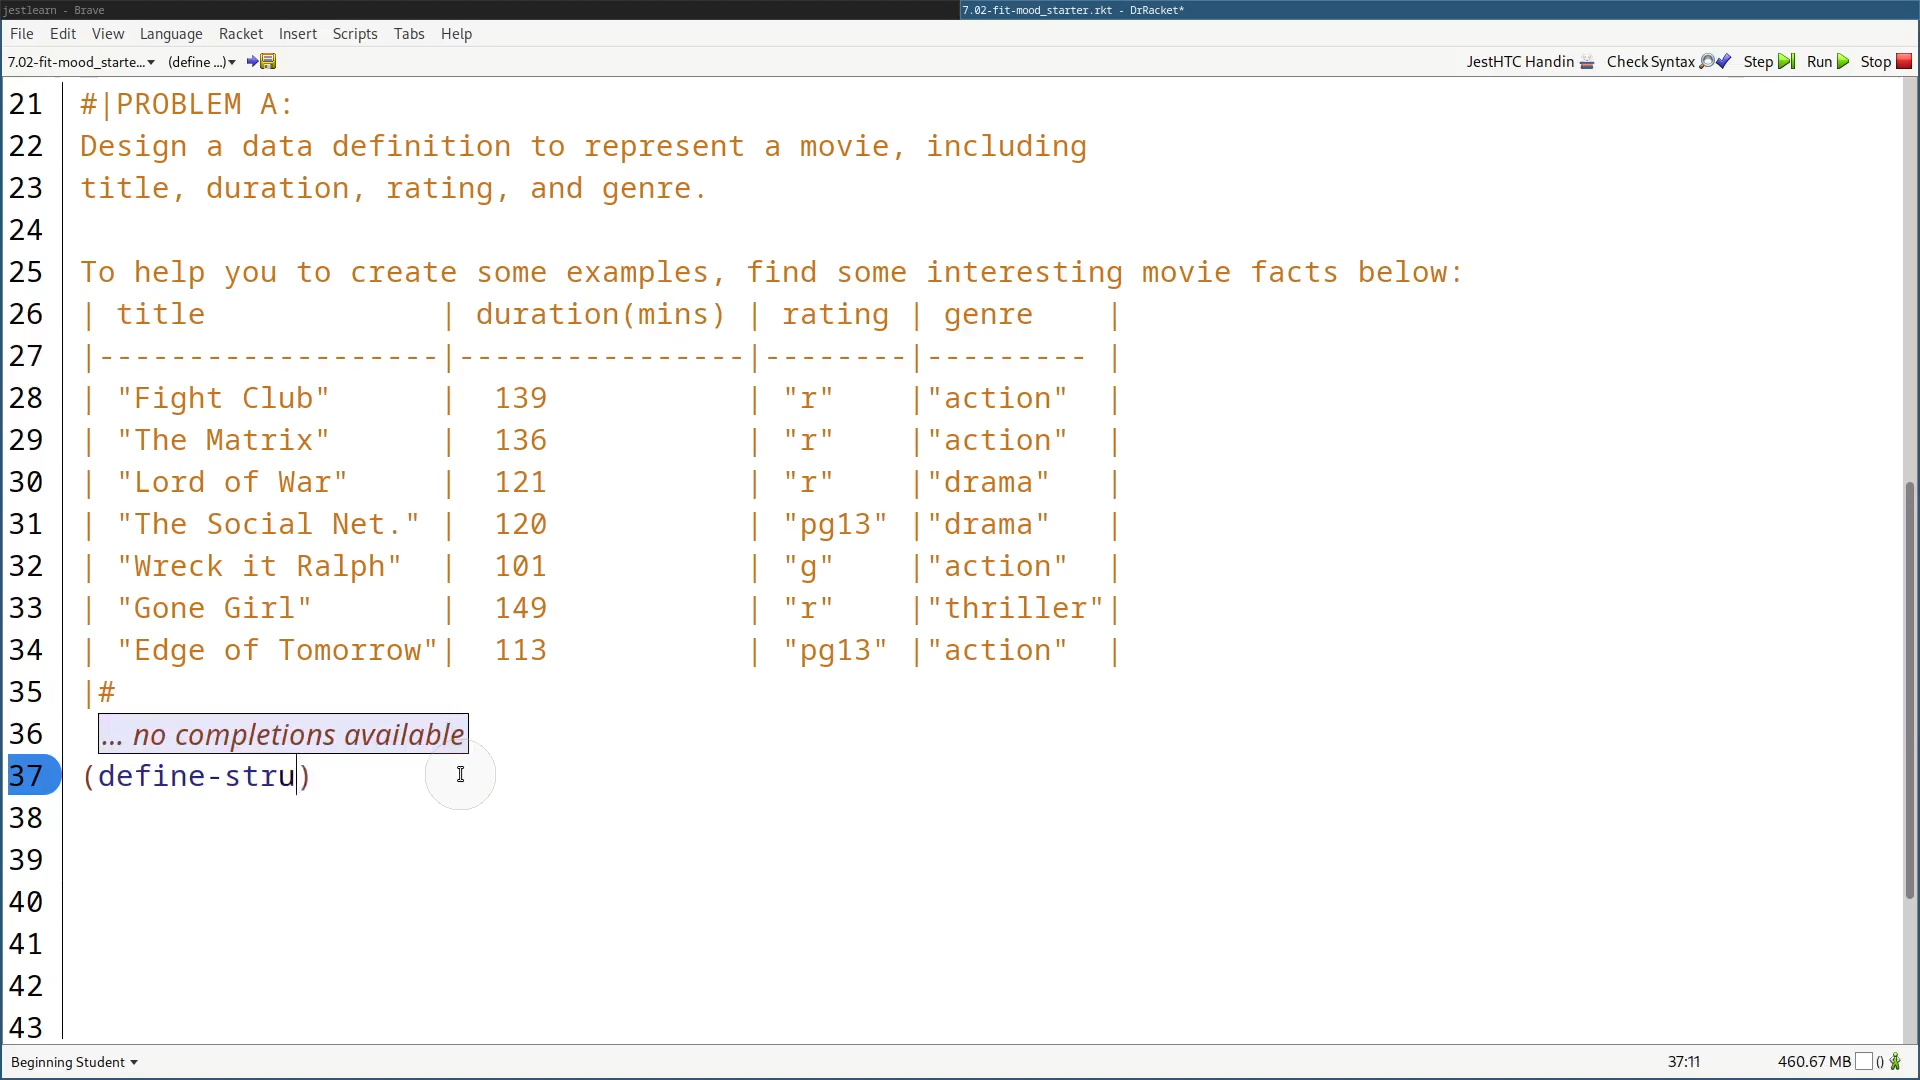 jestlearn - Brave
7.02-fit-mood_starter.rkt - DrRacket*
File Edit View Language Racket Insert Scripts Tabs Help
7.02-fit-mood_starte... (define ...) JestHTC Handin Check Syntax Step Run Stop
21 #|PROBLEM A:
22 Design a data definition to represent a movie, including
23 title, duration, rating, and genre.
24
25 To help you to create some examples, find some interesting movie facts below:
26 | title             | duration(mins) | rating | genre    |
27 |-------------------|----------------|--------|--------- |
28 | "Fight Club"      |  139           | "r"    |"action"  |
29 | "The Matrix"      |  136           | "r"    |"action"  |
30 | "Lord of War"     |  121           | "r"    |"drama"   |
31 | "The Social Net." |  120           | "pg13" |"drama"   |
32 | "Wreck it Ralph"  |  101           | "g"    |"action"  |
33 | "Gone Girl"       |  149           | "r"    |"thriller"|
34 | "Edge of Tomorrow"|  113           | "pg13" |"action"  |
35 |#
36 ... no completions available
37 (define-stru)
38
39
40
41
42
43
Beginning Student 37:11 460.67 MB ()